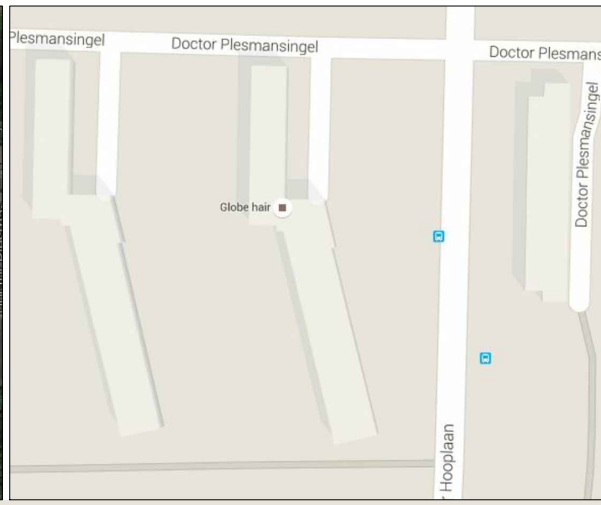 Plesmansingel
Doctor Plesmansingel
Doctor Plesmans
Doctor Plesmansingel
Globe hair
r Hooplaan